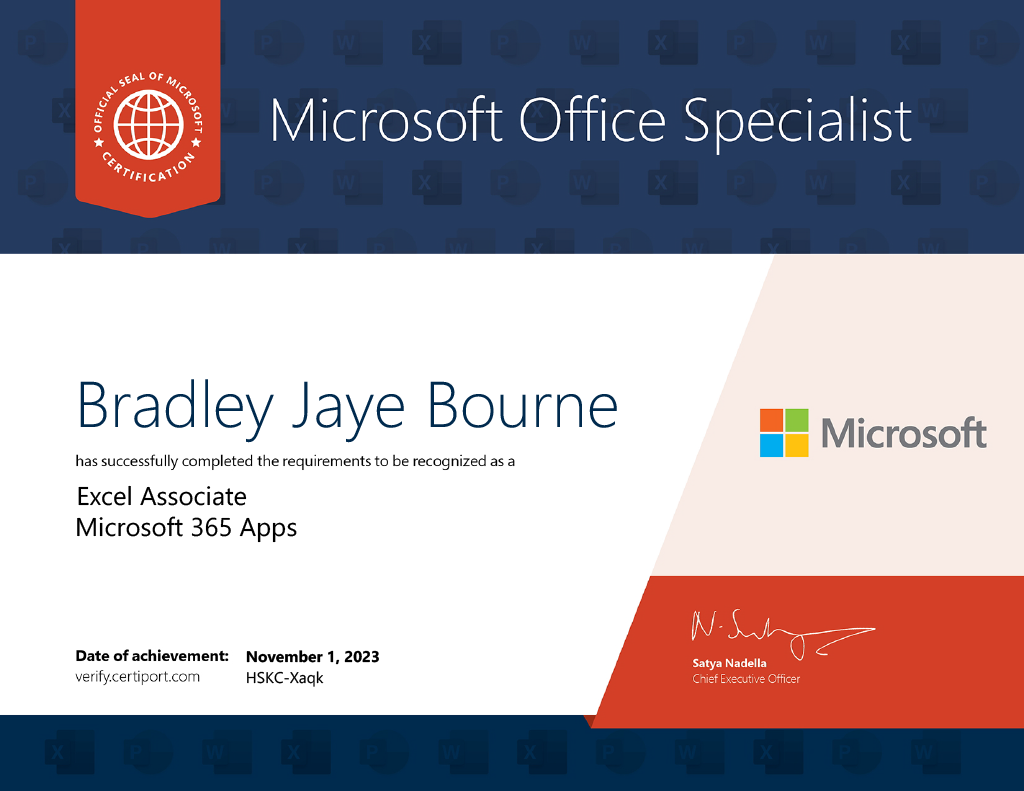 OFFICIAL SEAL OF MICROSOFT
★ CERTIFICATION ★
Microsoft Office Specialist
Bradley Jaye Bourne
has successfully completed the requirements to be recognized as a
Excel Associate
Microsoft 365 Apps
Microsoft
Date of achievement: November 1, 2023
verify.certiport.com HSKC-Xaqk
Satya Nadella
Chief Executive Officer